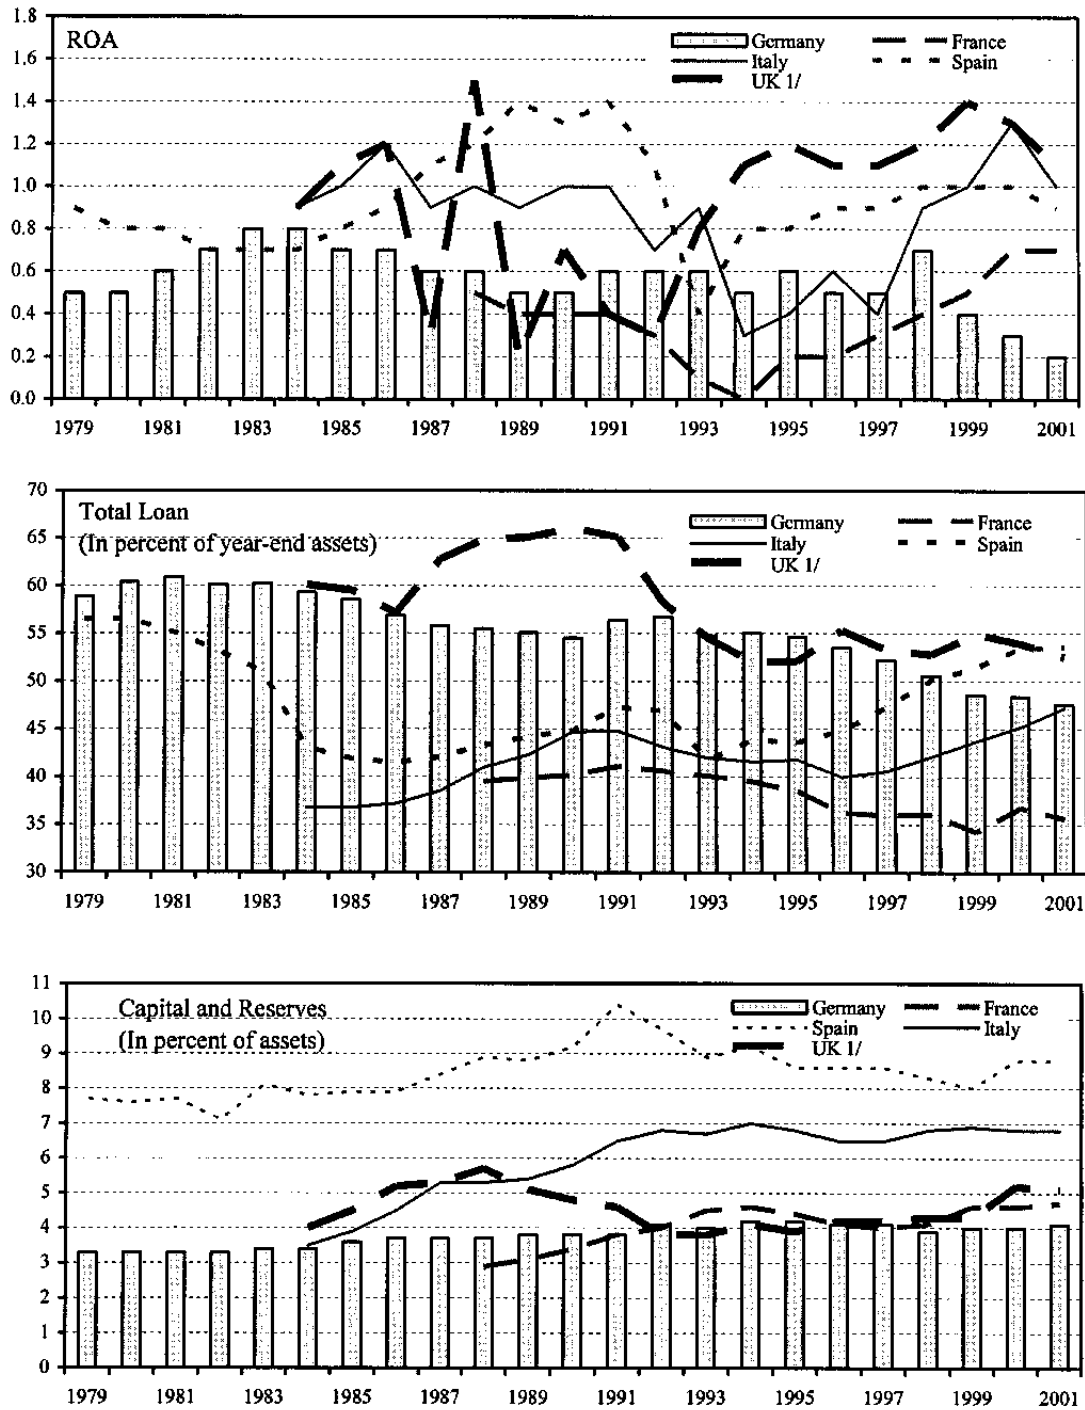 1.8
1.6
1.4
1.2
1.0
0.8
0.6
0.4
0.2
0.0
ROA
Germany France
Italy Spain
UK 1/
1979 1981 1983 1985 1987 1989 1991 1993 1995 1997 1999 2001
70
65
60
55
50
45
40
35
30
Total Loan
(In percent of year-end assets)
Germany France
Italy Spain
UK 1/
1979 1981 1983 1985 1987 1989 1991 1993 1995 1997 1999 2001
11
10
9
8
7
6
5
4
3
2
1
0
Capital and Reserves
(In percent of assets)
Germany France
Spain Italy
UK 1/
1979 1981 1983 1985 1987 1989 1991 1993 1995 1997 1999 2001